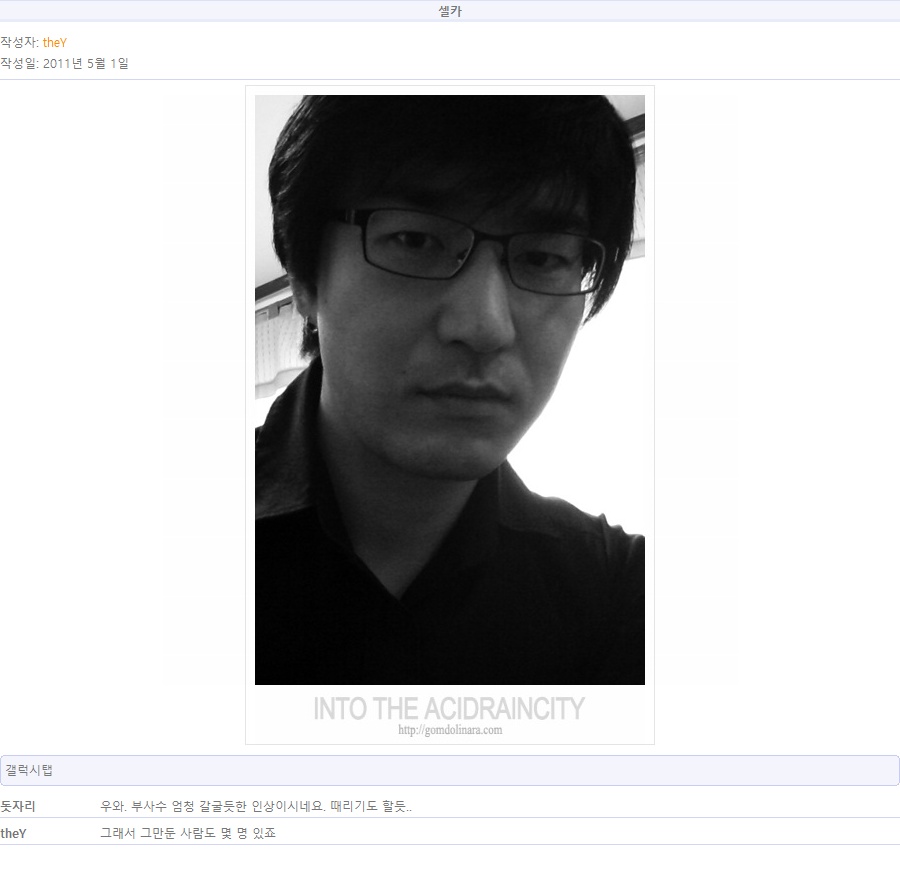 셀카
작성자: theY
작성일: 2011년 5월 1일
INTO THE ACIDRAINCITY
http://gomdolinara.com
갤럭시탭
돗자리 우와. 부사수 엄청 갈굴듯한 인상이시네요. 때리기도 할듯..
theY 그래서 그만둔 사람도 몇 명 있죠